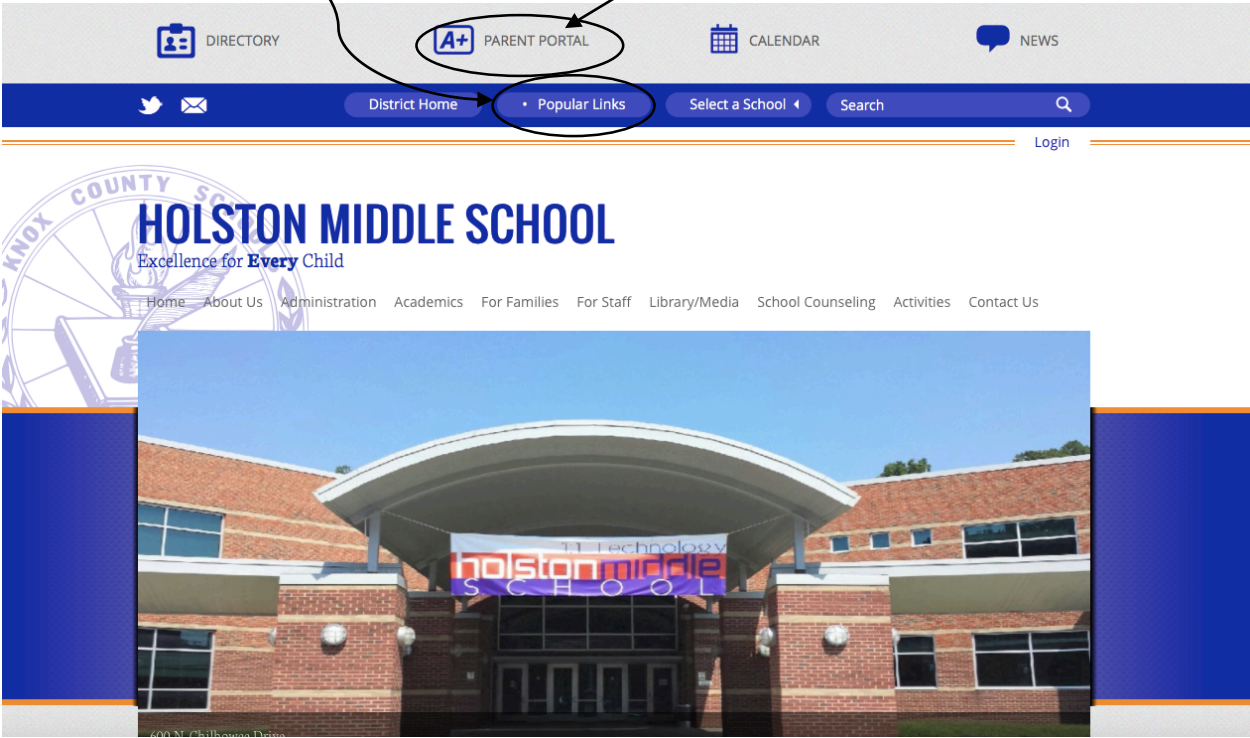 DIRECTORY A+ PARENT PORTAL CALENDAR NEWS
District Home • Popular Links Select a School Search
Login
KNOX COUNTY SCHOOLS
HOLSTON MIDDLE SCHOOL
Excellence for Every Child
Home About Us Administration Academics For Families For Staff Library/Media School Counseling Activities Contact Us
Technology
holston middle
SCHOOL
600 N. Chilhowee Drive